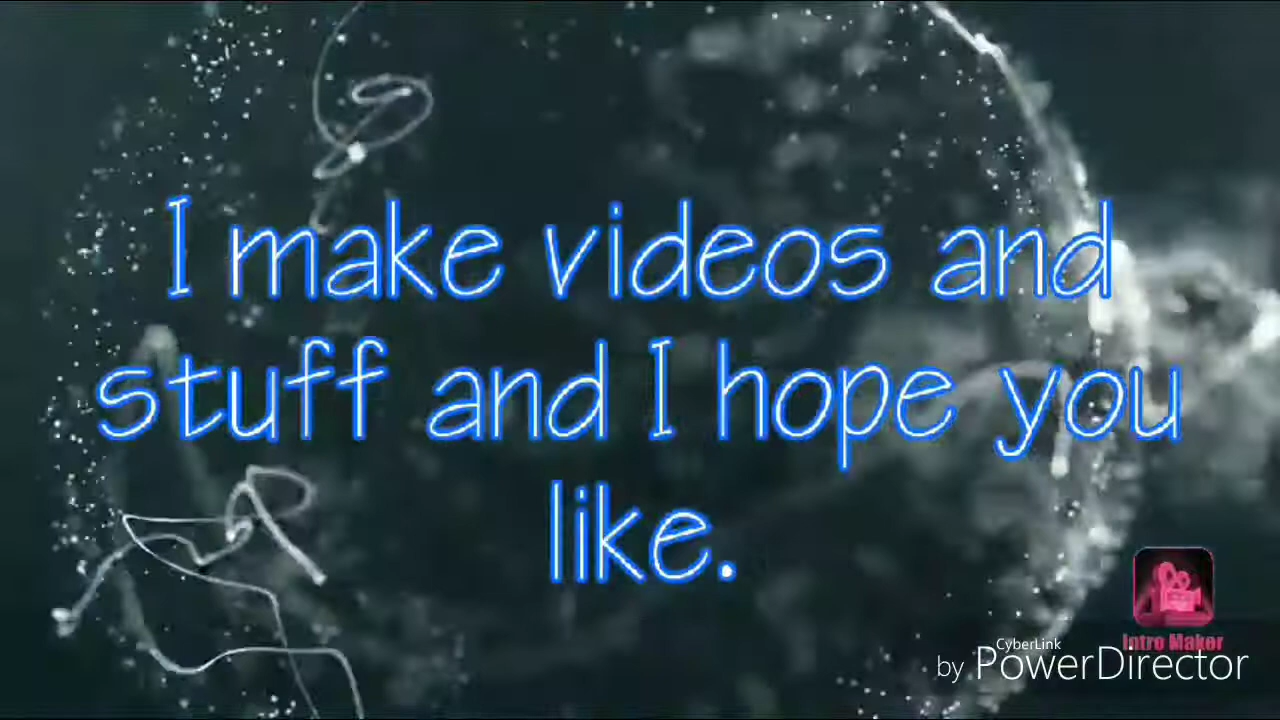 I make videos and
stuff and I hope you
like.
Intro Maker
CyberLink
by PowerDirector